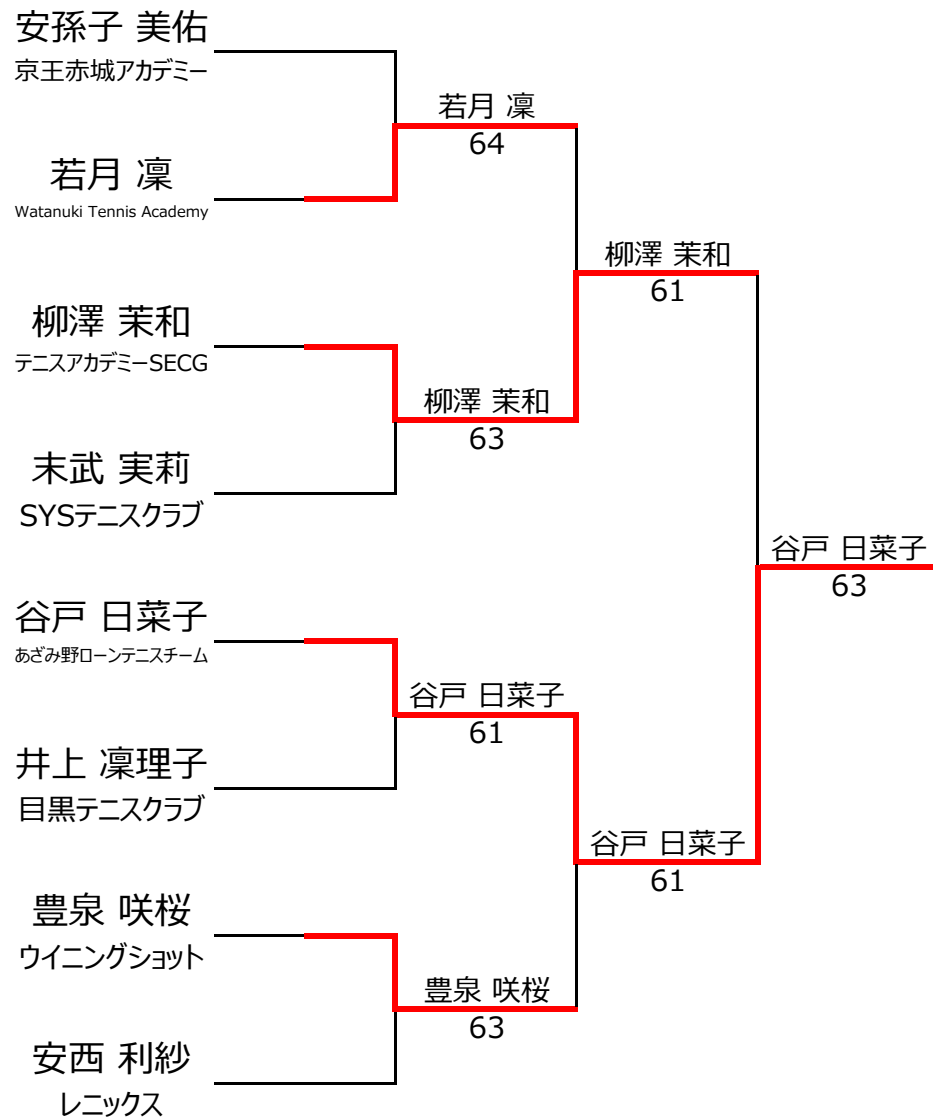 安孫子 美佑
京王赤城アカデミー
若月 凜
64
若月 凜
Watanuki Tennis Academy
柳澤 茉和
61
柳澤 茉和
テニスアカデミーSECG
柳澤 茉和
63
末武 実莉
SYSテニスクラブ
谷戸 日菜子
63
谷戸 日菜子
あざみ野ローンテニスチーム
谷戸 日菜子
61
井上 凜理子
目黒テニスクラブ
谷戸 日菜子
61
豊泉 咲桜
ウイニングショット
豊泉 咲桜
63
安西 利紗
レニックス